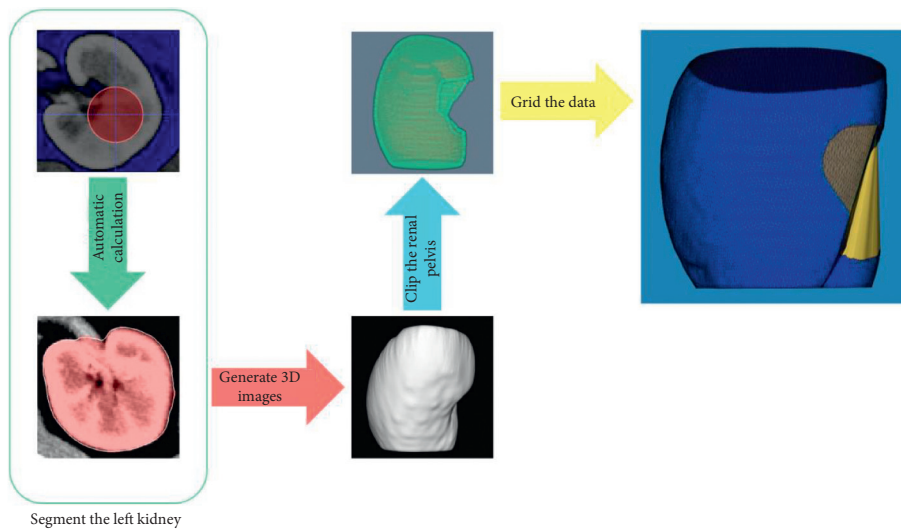 Automatic
calculation
Segment the left kidney
Generate 3D
images
Clip the renal
pelvis
Grid the data